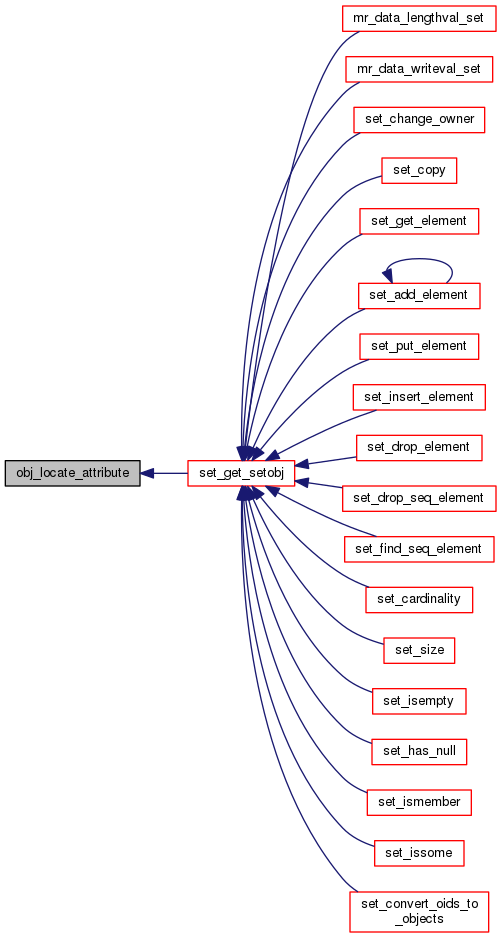 mr_data_lengthval_set
mr_data_writeval_set
set_change_owner
set_copy
set_get_element
set_add_element
set_put_element
set_insert_element
set_drop_element
obj_locate_attribute
set_get_setobj
set_drop_seq_element
set_find_seq_element
set_cardinality
set_size
set_isempty
set_has_null
set_ismember
set_issome
set_convert_oids_to
_objects